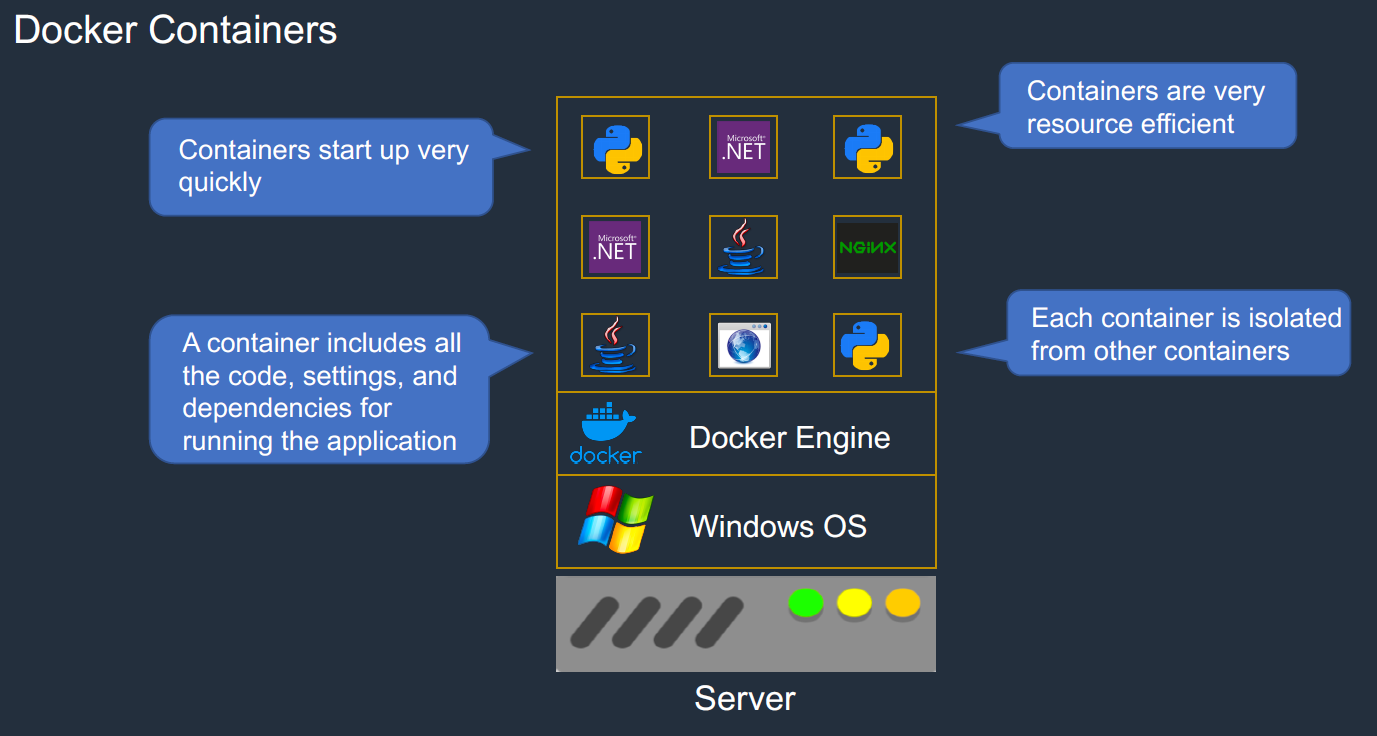 Docker Containers
Containers start up very
quickly
Containers are very
resource efficient
Microsoft®
.NET
Microsoft®
.NET
NGINX
A container includes all
the code, settings, and
dependencies for
running the application
Each container is isolated
from other containers
docker
Docker Engine
Windows OS
Server